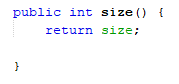 public int size() {
return size;
}